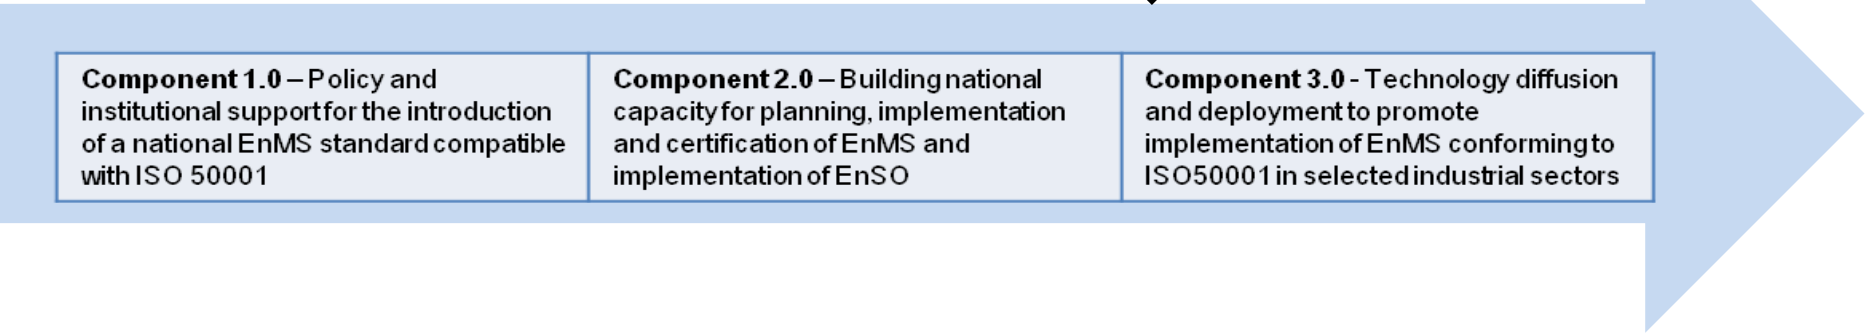 Component 1.0 – Policy and
institutional support for the introduction
of a national EnMS standard compatible
with ISO 50001
Component 2.0 – Building national
capacity for planning, implementation
and certification of EnMS and
implementation of EnSO
Component 3.0 - Technology diffusion
and deployment to promote
implementation of EnMS conforming to
ISO50001 in selected industrial sectors